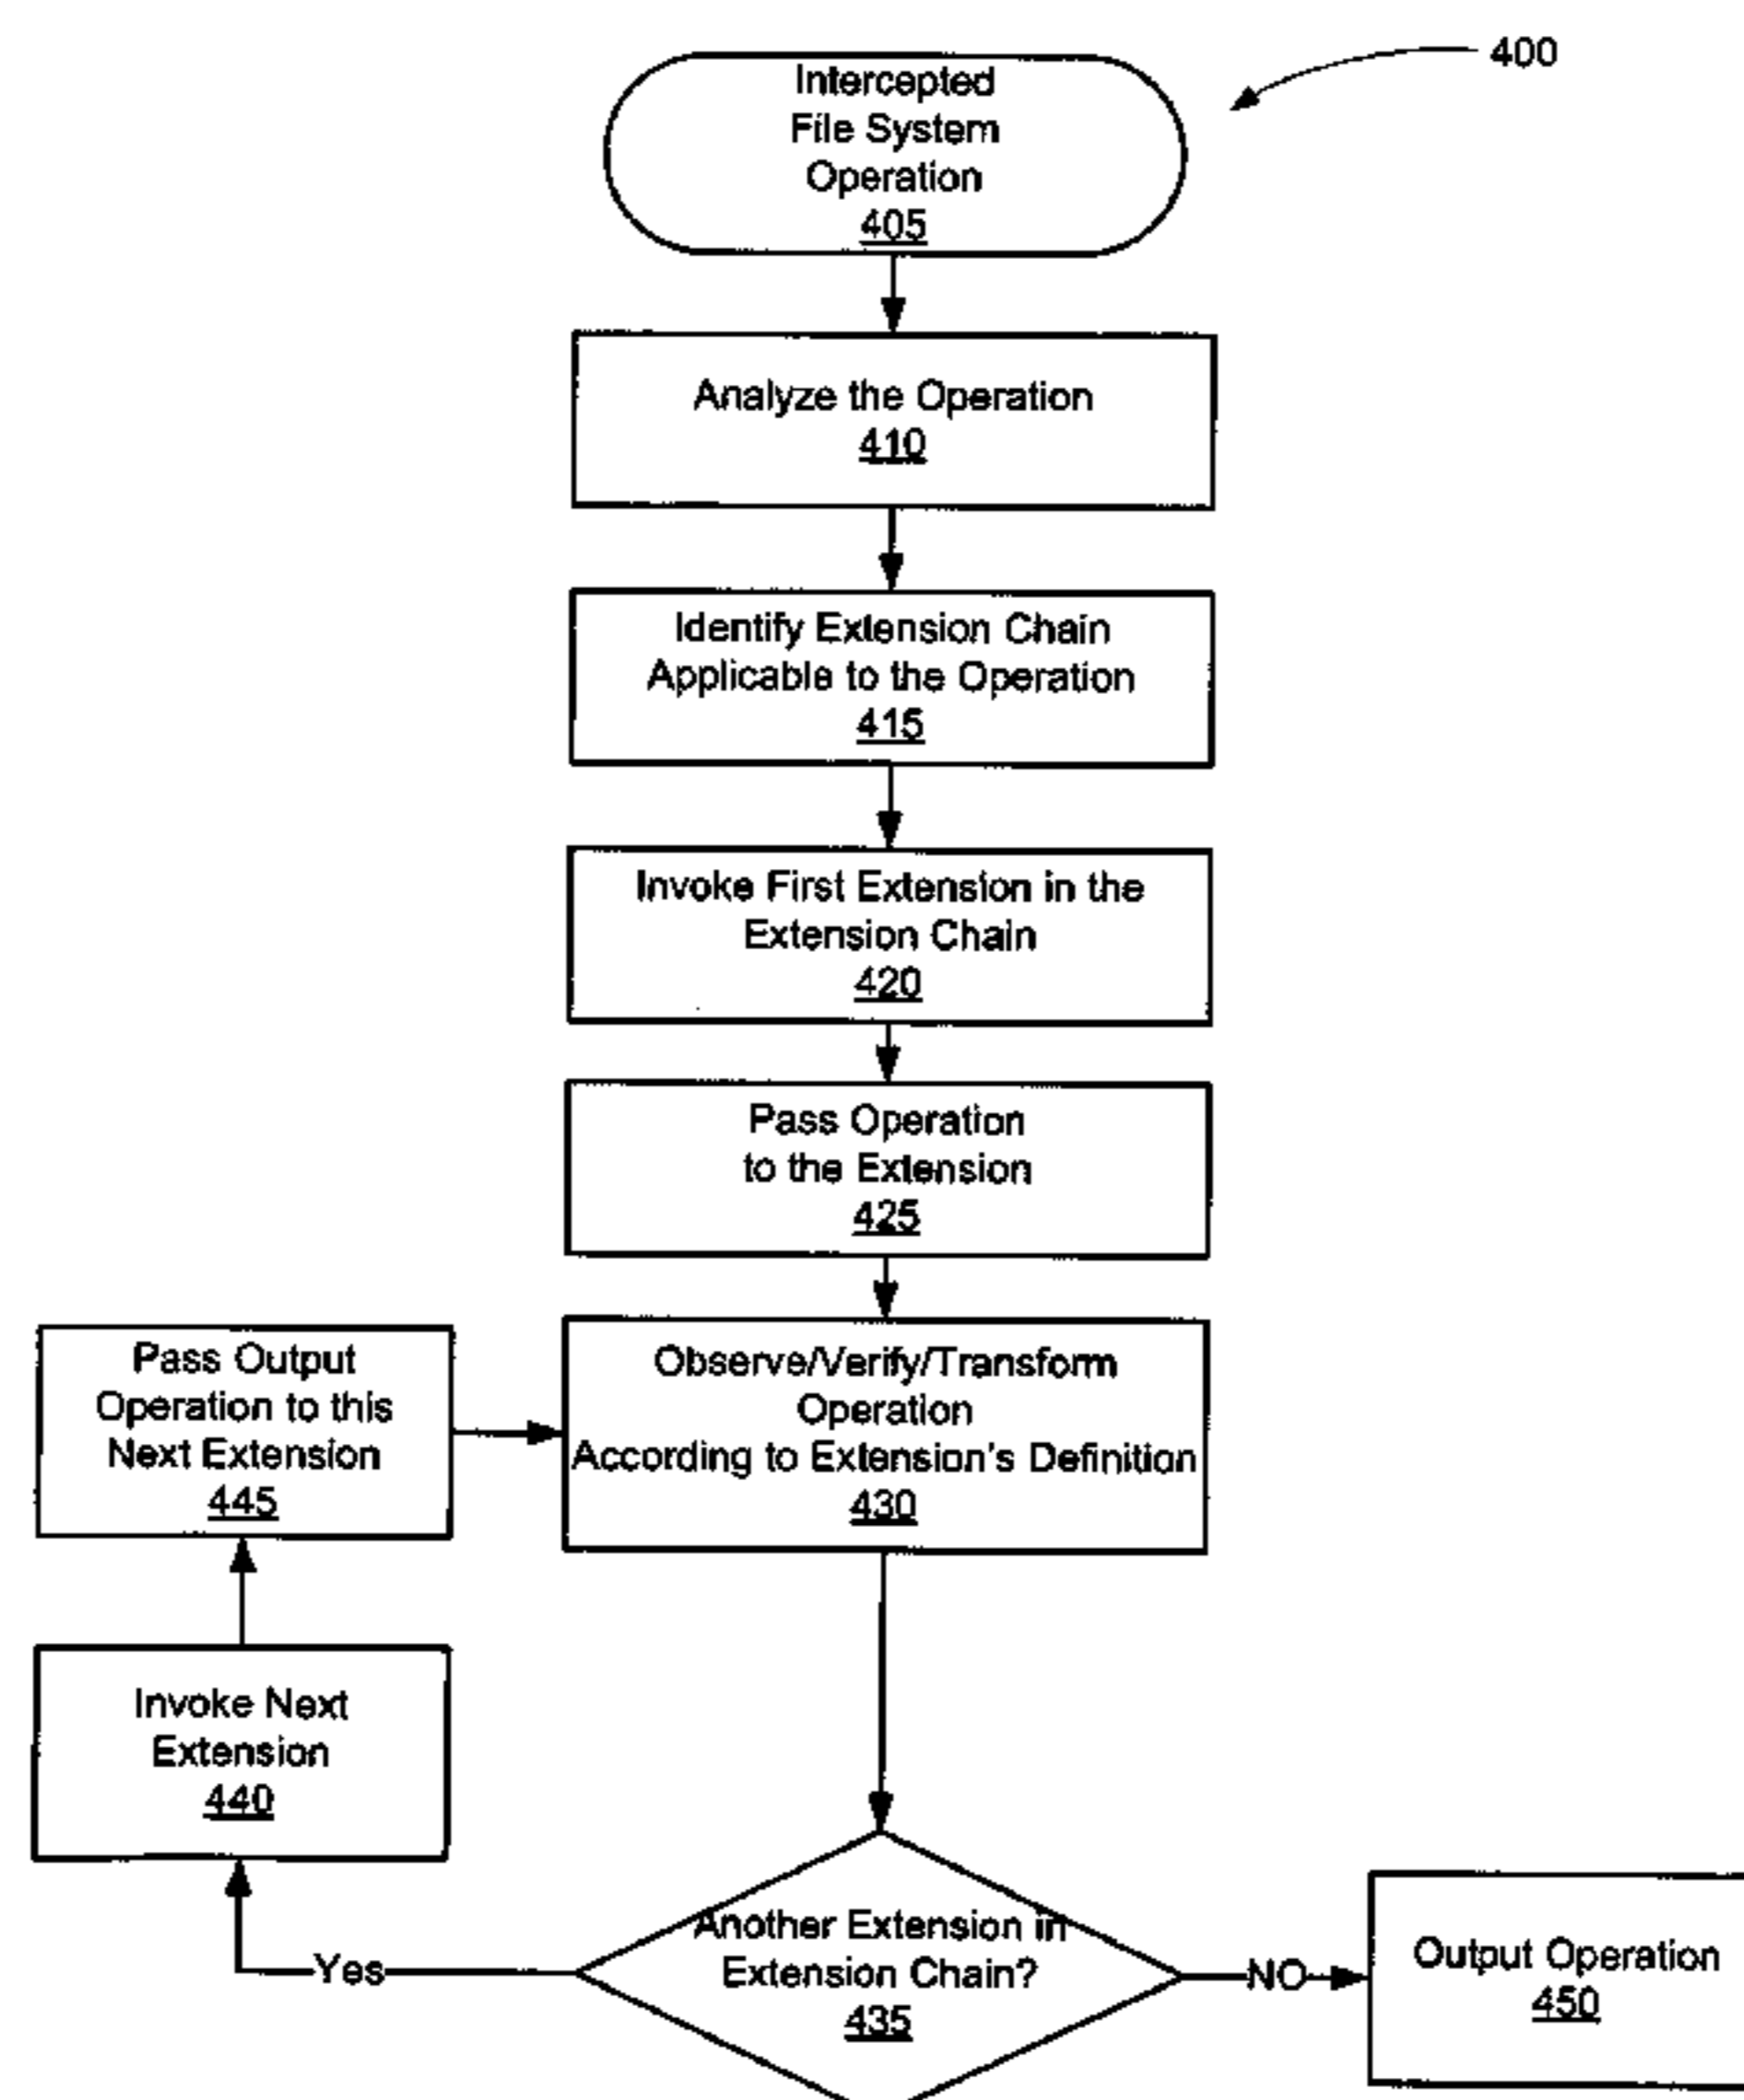 400
Intercepted
File System
Operation
405
Analyze the Operation
410
Identify Extension Chain
Applicable to the Operation
415
Invoke First Extension in the
Extension Chain
420
Pass Operation
to the Extension
425
Observe/Verify/Transform
Operation
According to Extension's Definition
430
Pass Output
Operation to this
Next Extension
445
Invoke Next
Extension
440
Another Extension in
Extension Chain?
435
Yes
NO
Output Operation
450